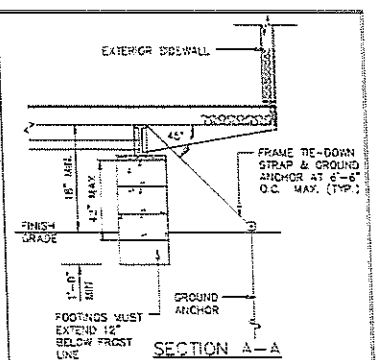 EXTERIOR SIDEWALL
45°
18" MIN.
42" MAX.
FRAME TIE-DOWN
STRAP & GROUND
ANCHOR AT 6'-6"
O.C. MAX. (TYP.)
FINISH
GRADE
1'-0"
MIN
GROUND
ANCHOR
FOOTINGS MUST
EXTEND 12"
BELOW FROST
LINE
SECTION A-A